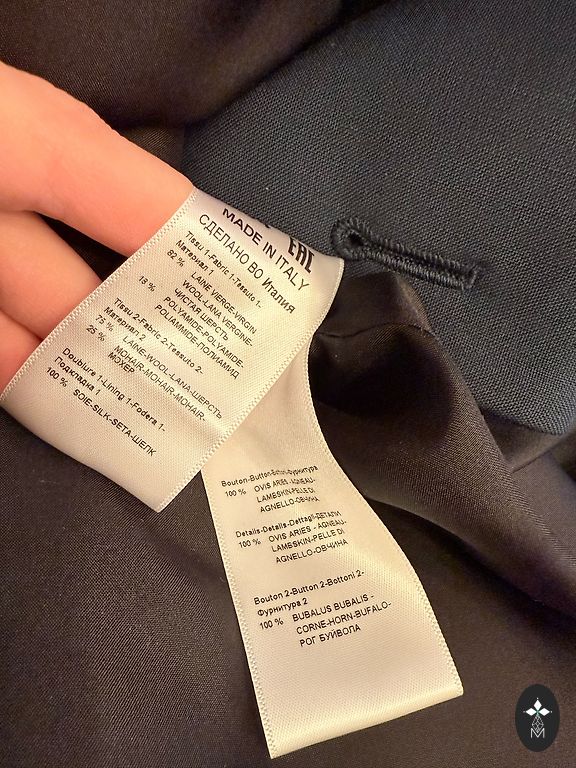 EAC
MADE IN ITALY
СДЕЛАНО ВО Италия
Tissu 1-Fabric 1-Tessuto 1-
Материал 1
82 % LAINE VIERGE-VIRGIN
WOOL-LANA VERGINE-
ЧИСТАЯ ШЕРСТЬ
18 % POLYAMIDE-POLYAMIDE-
POLIAMMIDE-ПОЛИАМИД
Tissu 2-Fabric 2-Tessuto 2-
Материал 2
75 % LAINE-WOOL-LANA-ШЕРСТЬ
25 % MOHAIR-MOHAIR-MOHAIR-
МОХЕР
Doublure 1-Lining 1-Fodera 1-
Подкладка 1
100 % SOIE-SILK-SETA-ШЕЛК
Bouton-Button-Bottoni-Фурнитура
100 % OVIS ARIES - AGNEAU-
LAMBSKIN-PELLE DI
AGNELLO-ОВЧИНА
Details-Details-Dettagli-ДЕТАЛИ
100 % OVIS ARIES - AGNEAU-
LAMBSKIN-PELLE DI
AGNELLO-ОВЧИНА
Bouton 2-Button 2-Bottoni 2-
Фурнитура 2
100 % BUBALUS BUBALIS -
CORNE-HORN-BUFALO-
РОГ БУЙВОЛА
M